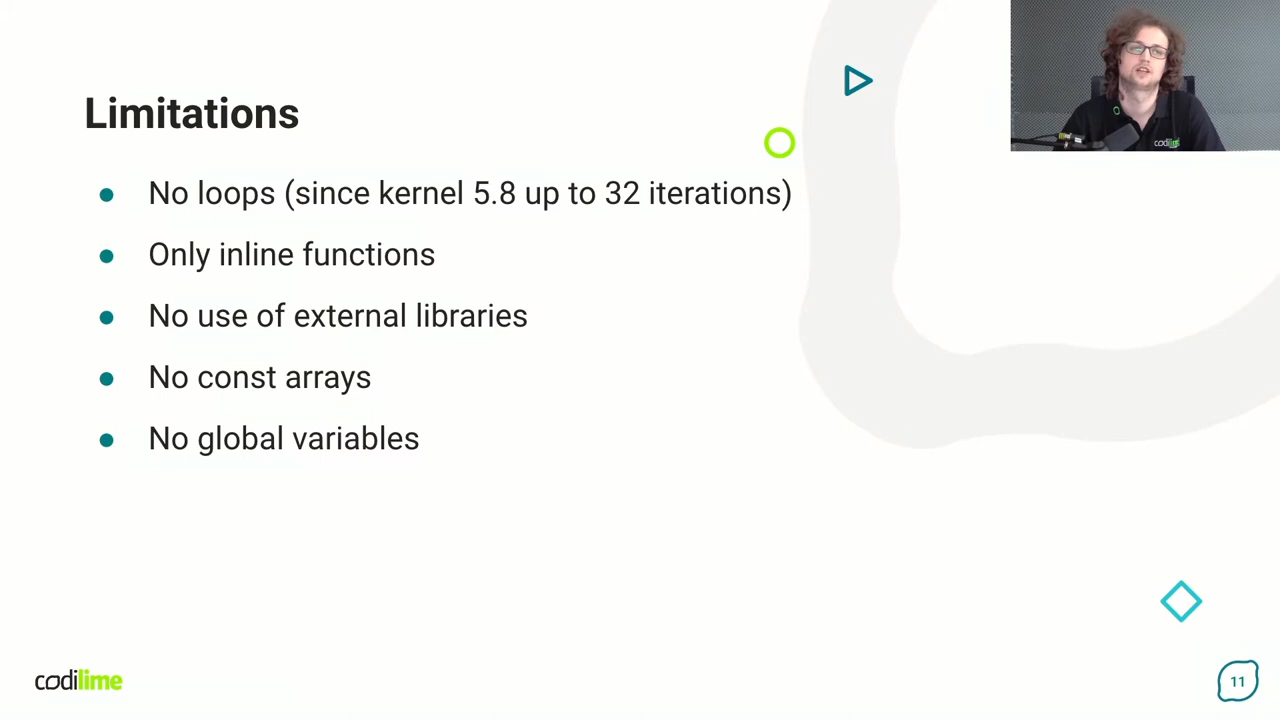 Limitations
No loops (since kernel 5.8 up to 32 iterations)
Only inline functions
No use of external libraries
No const arrays
No global variables
codilime
codilime
11